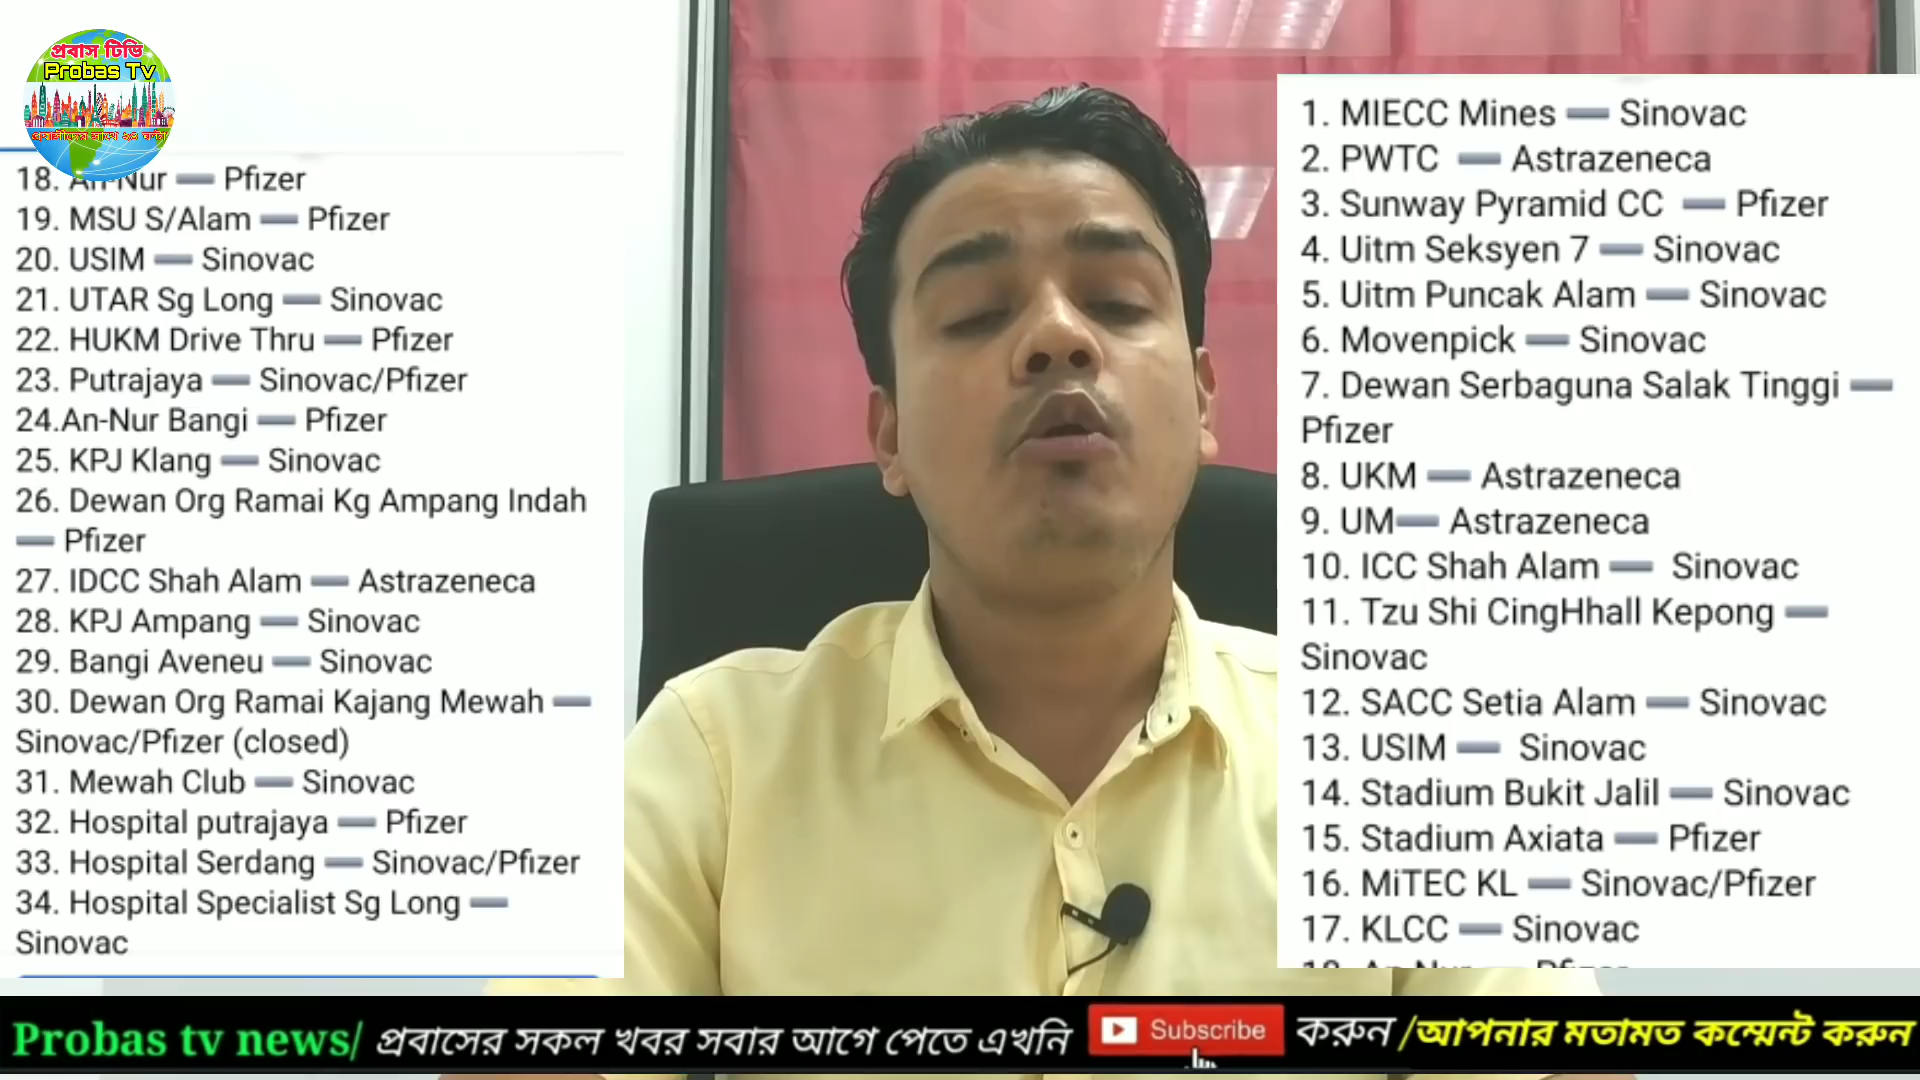 প্রবাস টিভি
Probas Tv
প্রবাসীদের সাথে ২৪ ঘন্টা
18. An-Nur ➖ Pfizer
19. MSU S/Alam ➖ Pfizer
20. USIM ➖ Sinovac
21. UTAR Sg Long ➖ Sinovac
22. HUKM Drive Thru ➖ Pfizer
23. Putrajaya ➖ Sinovac/Pfizer
24.An-Nur Bangi ➖ Pfizer
25. KPJ Klang ➖ Sinovac
26. Dewan Org Ramai Kg Ampang Indah
➖ Pfizer
27. IDCC Shah Alam ➖ Astrazeneca
28. KPJ Ampang ➖ Sinovac
29. Bangi Aveneu ➖ Sinovac
30. Dewan Org Ramai Kajang Mewah ➖
Sinovac/Pfizer (closed)
31. Mewah Club ➖ Sinovac
32. Hospital putrajaya ➖ Pfizer
33. Hospital Serdang ➖ Sinovac/Pfizer
34. Hospital Specialist Sg Long ➖
Sinovac
1. MIECC Mines ➖ Sinovac
2. PWTC ➖ Astrazeneca
3. Sunway Pyramid CC ➖ Pfizer
4. Uitm Seksyen 7 ➖ Sinovac
5. Uitm Puncak Alam ➖ Sinovac
6. Movenpick ➖ Sinovac
7. Dewan Serbaguna Salak Tinggi ➖
Pfizer
8. UKM ➖ Astrazeneca
9. UM➖ Astrazeneca
10. ICC Shah Alam ➖ Sinovac
11. Tzu Shi CingHhall Kepong ➖
Sinovac
12. SACC Setia Alam ➖ Sinovac
13. USIM ➖ Sinovac
14. Stadium Bukit Jalil ➖ Sinovac
15. Stadium Axiata ➖ Pfizer
16. MiTEC KL ➖ Sinovac/Pfizer
17. KLCC ➖ Sinovac
18. An-Nur ➖ Pfizer
Probas tv news/ প্রবাসের সকল খবর সবার আগে পেতে এখনি Subscribe করুন /আপনার মতামত কম্মেন্ট করুন